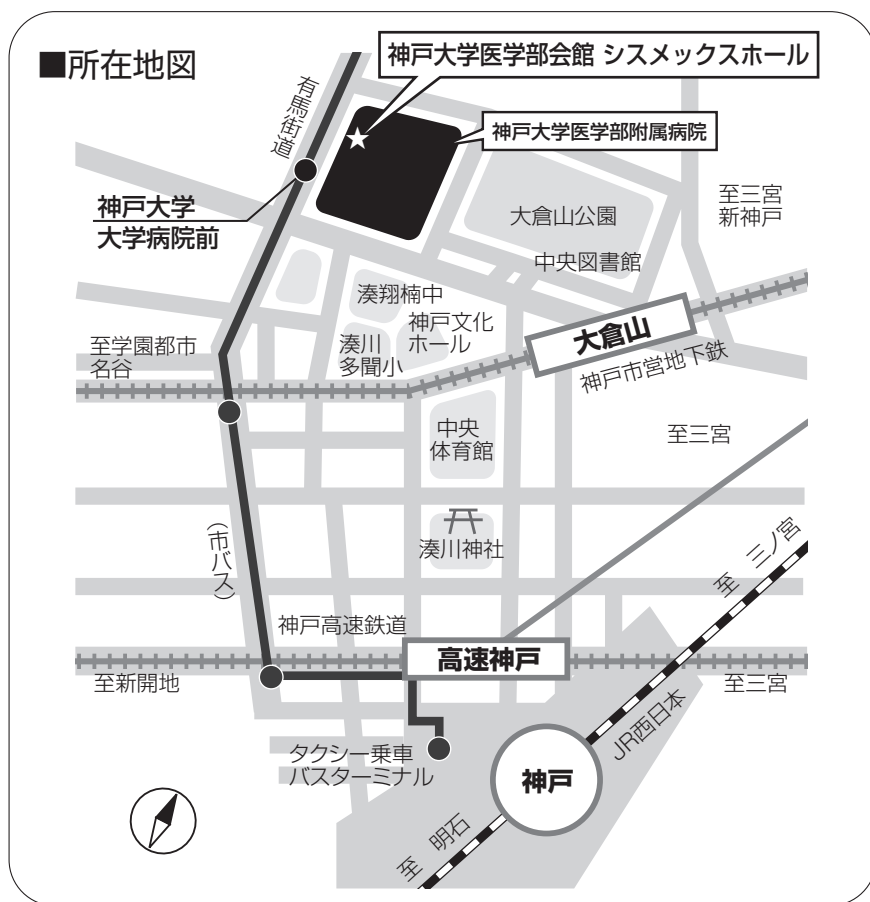 ■所在地図
神戸大学医学部会館 シスメックスホール
神戸大学医学部附属病院
有馬街道
神戸大学
大学病院前
大倉山公園
至三宮
新神戸
中央図書館
湊翔楠中
神戸文化
ホール
湊川
多聞小
大倉山
神戸市営地下鉄
至学園都市
名谷
中央
体育館
至三宮
湊川神社
(市バス)
至 三ノ宮
神戸高速鉄道
高速神戸
至新開地
至三宮
JR西日本
タクシー乗車
バスターミナル
神戸
至 明石